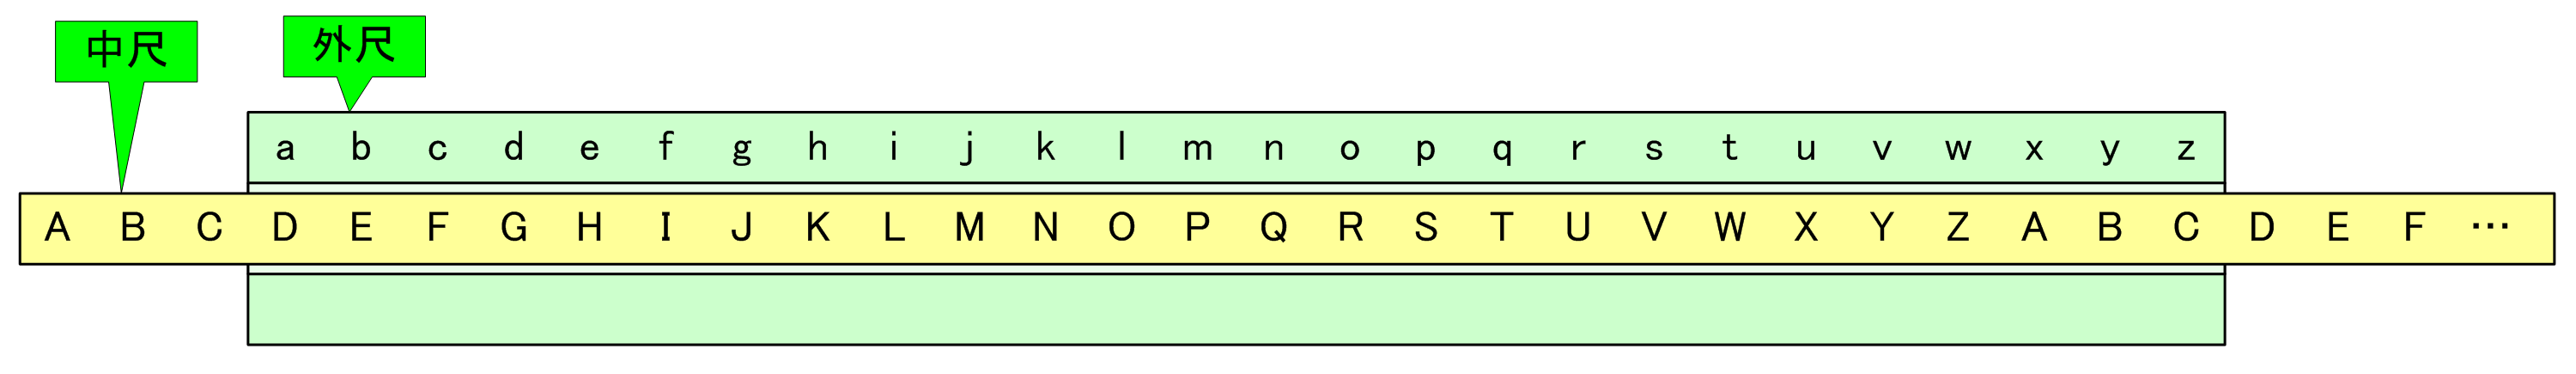 中尺
外尺
a b c d e f g h i j k l m n o p q r s t u v w x y z
A B C D E F G H I J K L M N O P Q R S T U V W X Y Z A B C D E F …